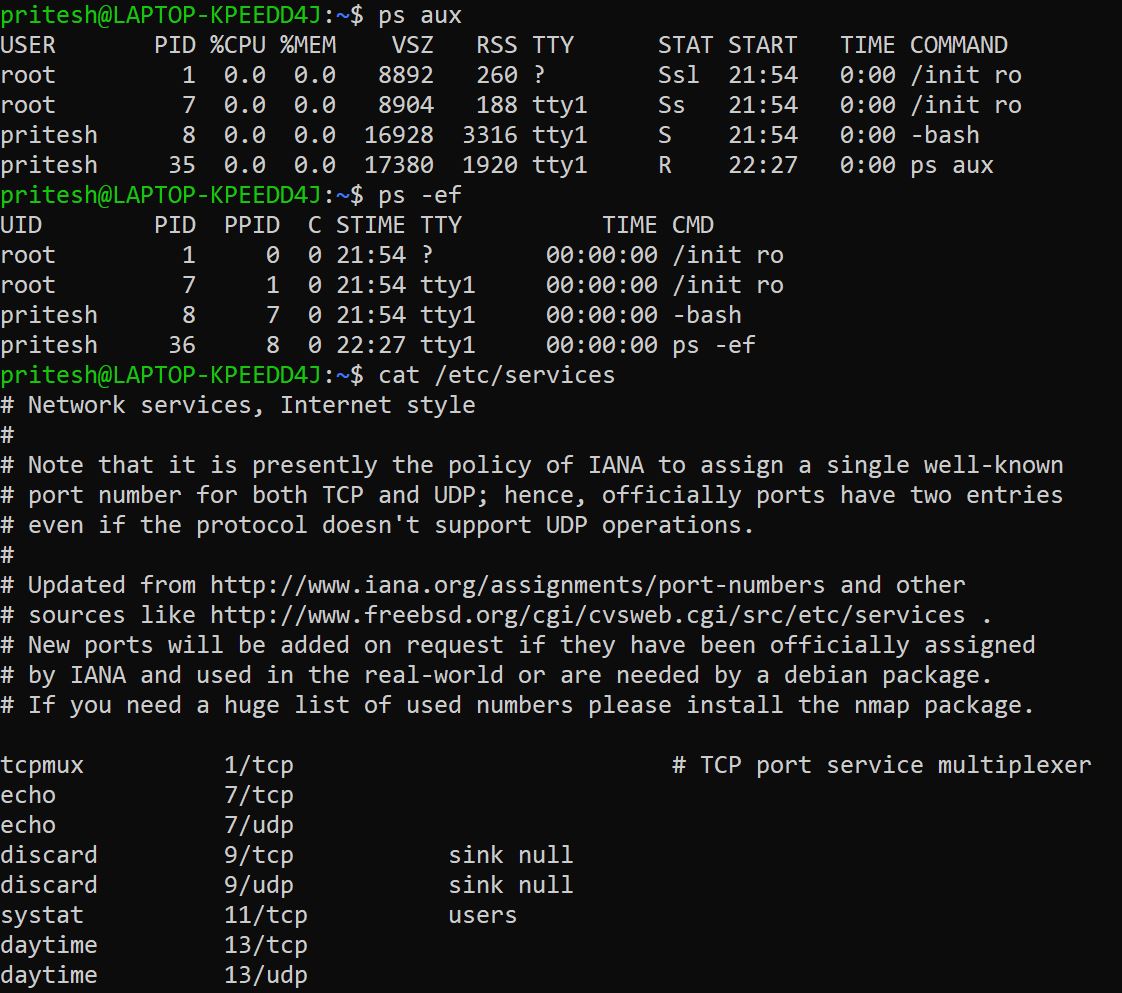 pritesh@LAPTOP-KPEEDD4J:~$ ps aux
USER       PID %CPU %MEM    VSZ   RSS TTY      STAT START   TIME COMMAND
root         1  0.0  0.0   8892   260 ?        Ssl  21:54   0:00 /init ro
root         7  0.0  0.0   8904   188 tty1     Ss   21:54   0:00 /init ro
pritesh      8  0.0  0.0  16928  3316 tty1     S    21:54   0:00 -bash
pritesh     35  0.0  0.0  17380  1920 tty1     R    22:27   0:00 ps aux
pritesh@LAPTOP-KPEEDD4J:~$ ps -ef
UID        PID  PPID  C STIME TTY          TIME CMD
root         1     0  0 21:54 ?        00:00:00 /init ro
root         7     1  0 21:54 tty1     00:00:00 /init ro
pritesh      8     7  0 21:54 tty1     00:00:00 -bash
pritesh     36     8  0 22:27 tty1     00:00:00 ps -ef
pritesh@LAPTOP-KPEEDD4J:~$ cat /etc/services
# Network services, Internet style
#
# Note that it is presently the policy of IANA to assign a single well-known
# port number for both TCP and UDP; hence, officially ports have two entries
# even if the protocol doesn't support UDP operations.
#
# Updated from http://www.iana.org/assignments/port-numbers and other
# sources like http://www.freebsd.org/cgi/cvsweb.cgi/src/etc/services .
# New ports will be added on request if they have been officially assigned
# by IANA and used in the real-world or are needed by a debian package.
# If you need a huge list of used numbers please install the nmap package.

tcpmux          1/tcp                           # TCP port service multiplexer
echo            7/tcp
echo            7/udp
discard         9/tcp           sink null
discard         9/udp           sink null
systat          11/tcp          users
daytime         13/tcp
daytime         13/udp